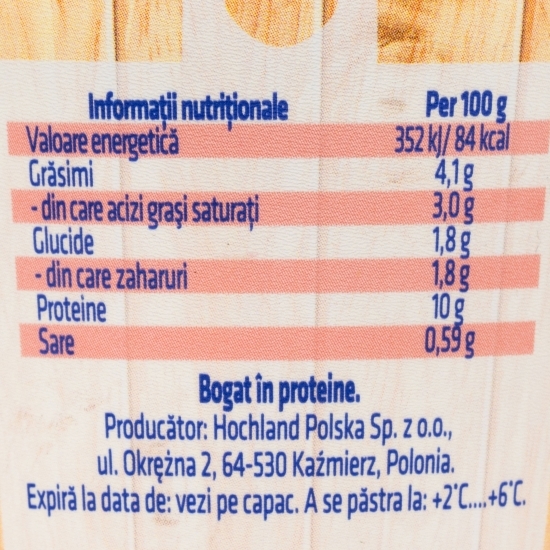 Informații nutriționale Per 100 g
Valoare energetică 352 kJ/ 84 kcal
Grăsimi 4,1 g
- din care acizi grași saturați 3,0 g
Glucide 1,8 g
- din care zaharuri 1,8 g
Proteine 10 g
Sare 0,59 g
Bogat în proteine.
Producător: Hochland Polska Sp. z o.o.,
ul. Okrężna 2, 64-530 Kaźmierz, Polonia.
Expiră la data de: vezi pe capac. A se păstra la: +2°C....+6°C.